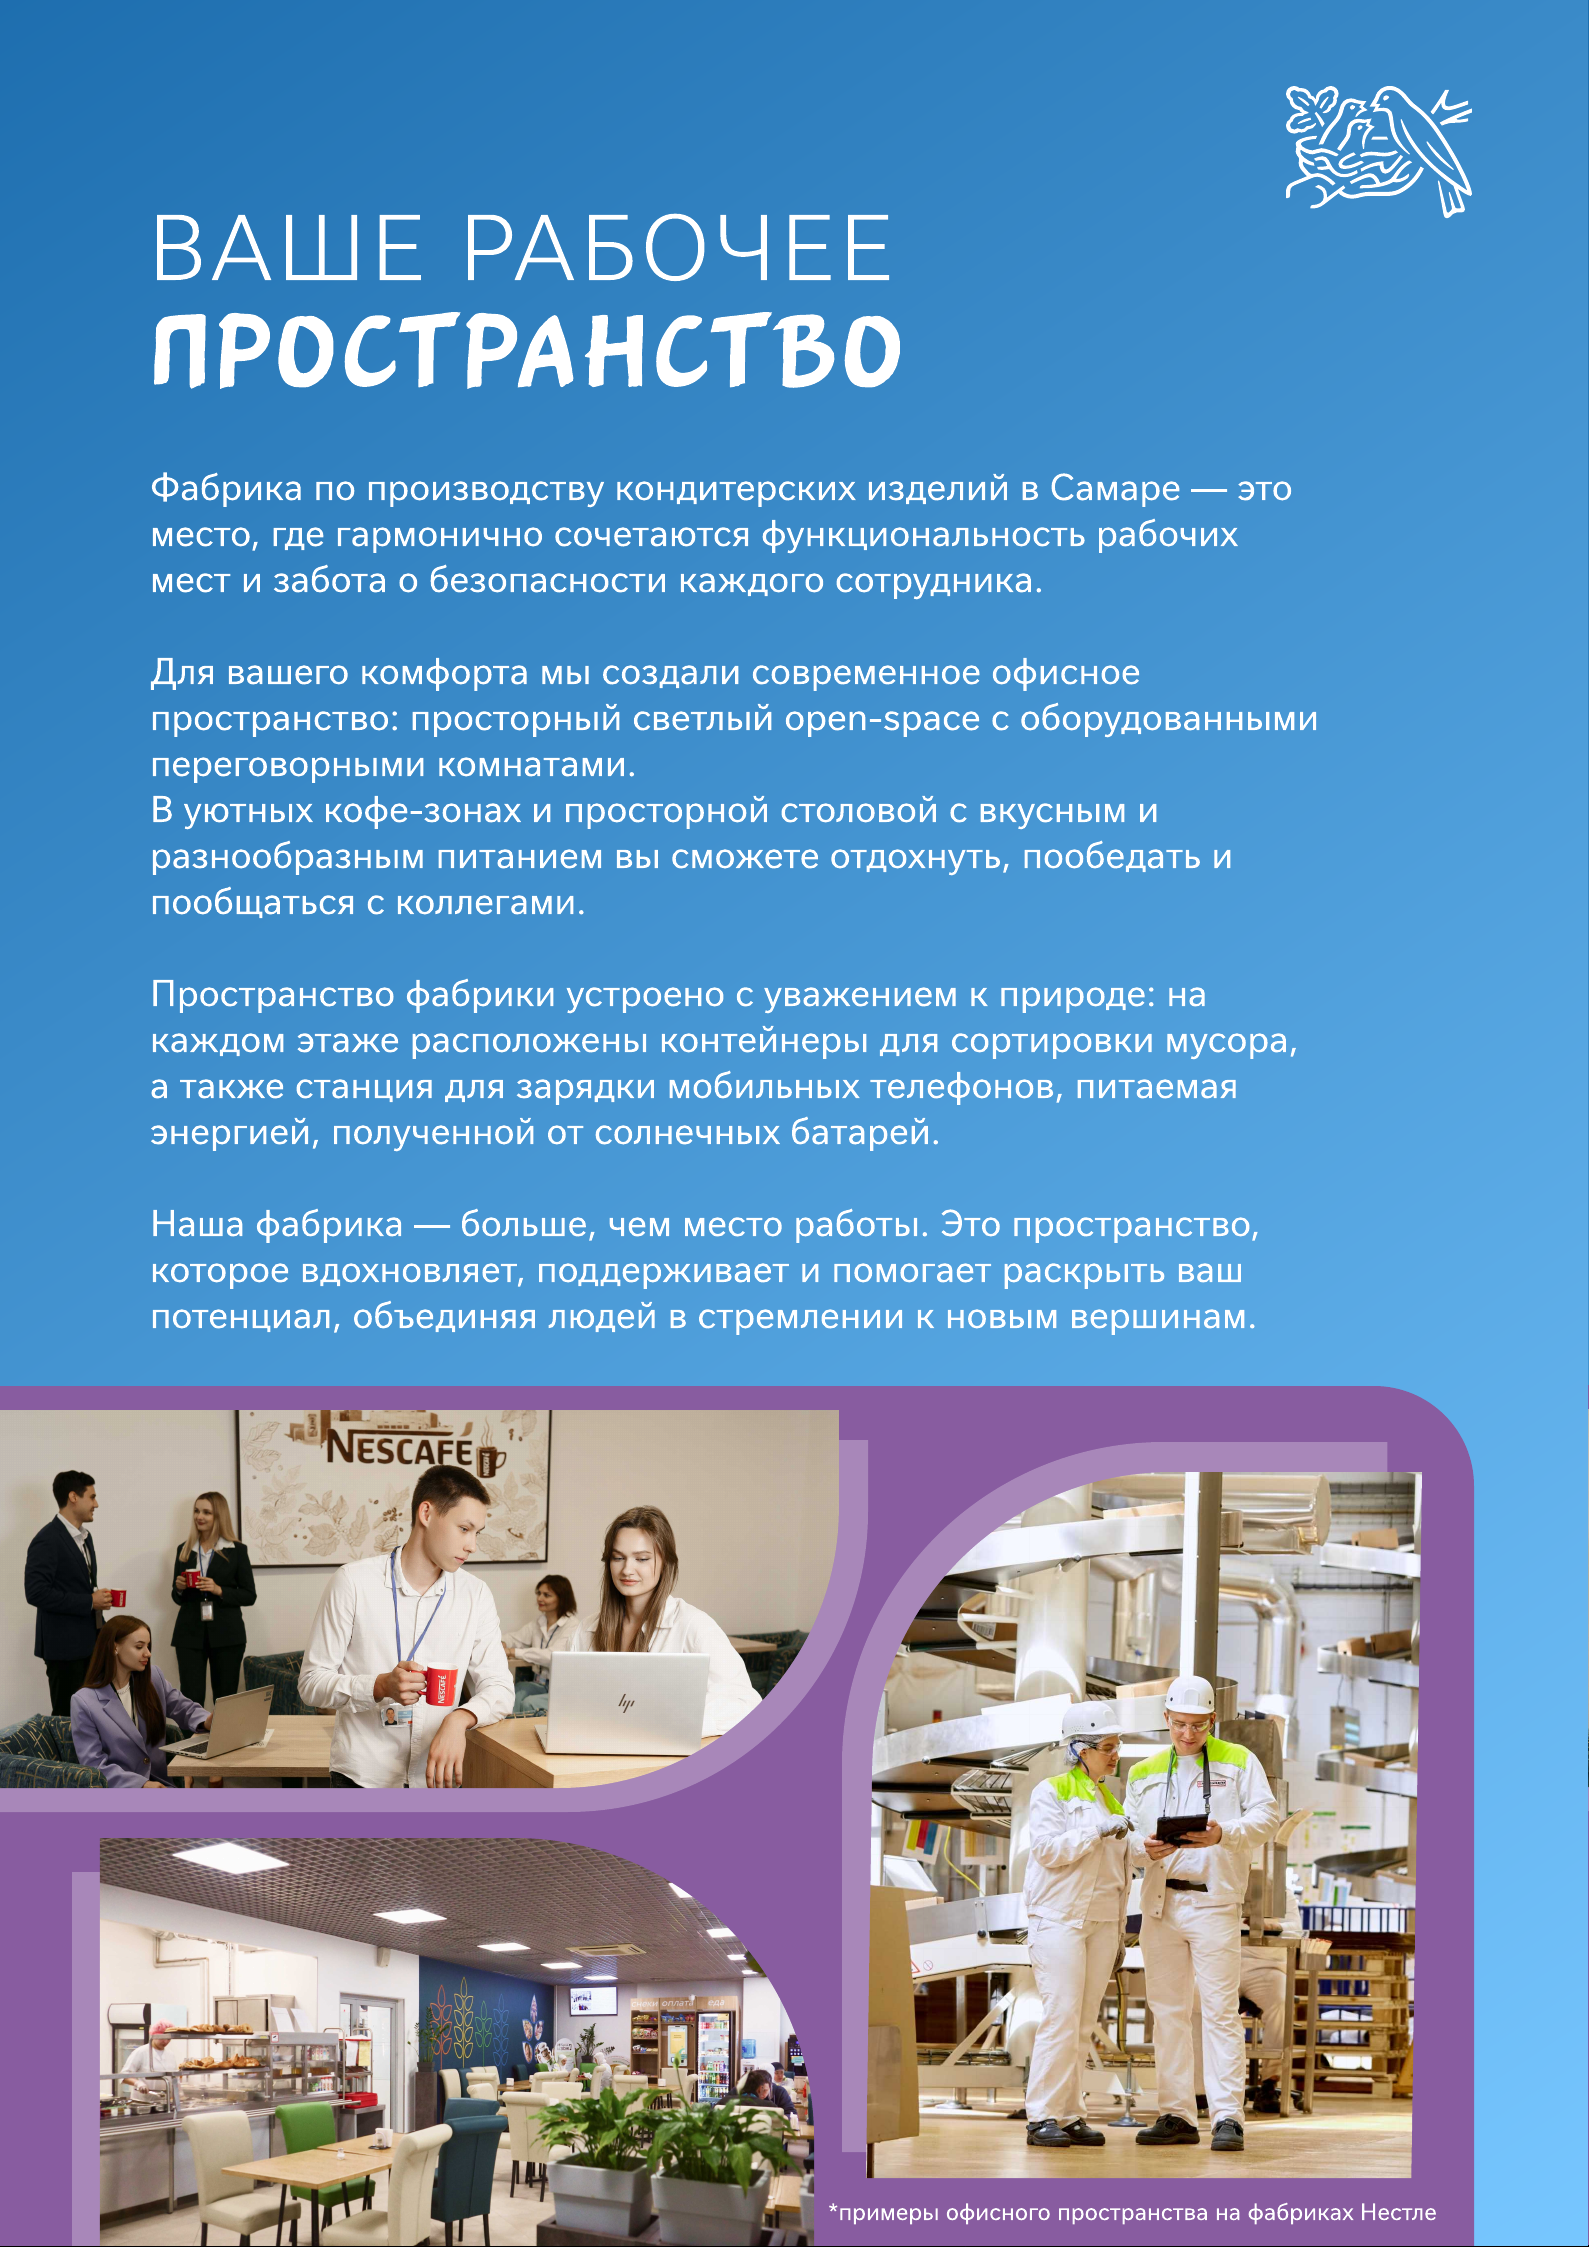 ВАШЕ РАБОЧЕЕ
ПРОСТРАНСТВО
Фабрика по производству кондитерских изделий в Самаре — это
место, где гармонично сочетаются функциональность рабочих
мест и забота о безопасности каждого сотрудника.
Для вашего комфорта мы создали современное офисное
пространство: просторный светлый open-space с оборудованными
переговорными комнатами.
В уютных кофе-зонах и просторной столовой с вкусным и
разнообразным питанием вы сможете отдохнуть, пообедать и
пообщаться с коллегами.
Пространство фабрики устроено с уважением к природе: на
каждом этаже расположены контейнеры для сортировки мусора,
а также станция для зарядки мобильных телефонов, питаемая
энергией, полученной от солнечных батарей.
Наша фабрика — больше, чем место работы. Это пространство,
которое вдохновляет, поддерживает и помогает раскрыть ваш
потенциал, объединяя людей в стремлении к новым вершинам.
NESCAFÉ
NESCAFÉ
hp
оплата еда
*примеры офисного пространства на фабриках Нестле